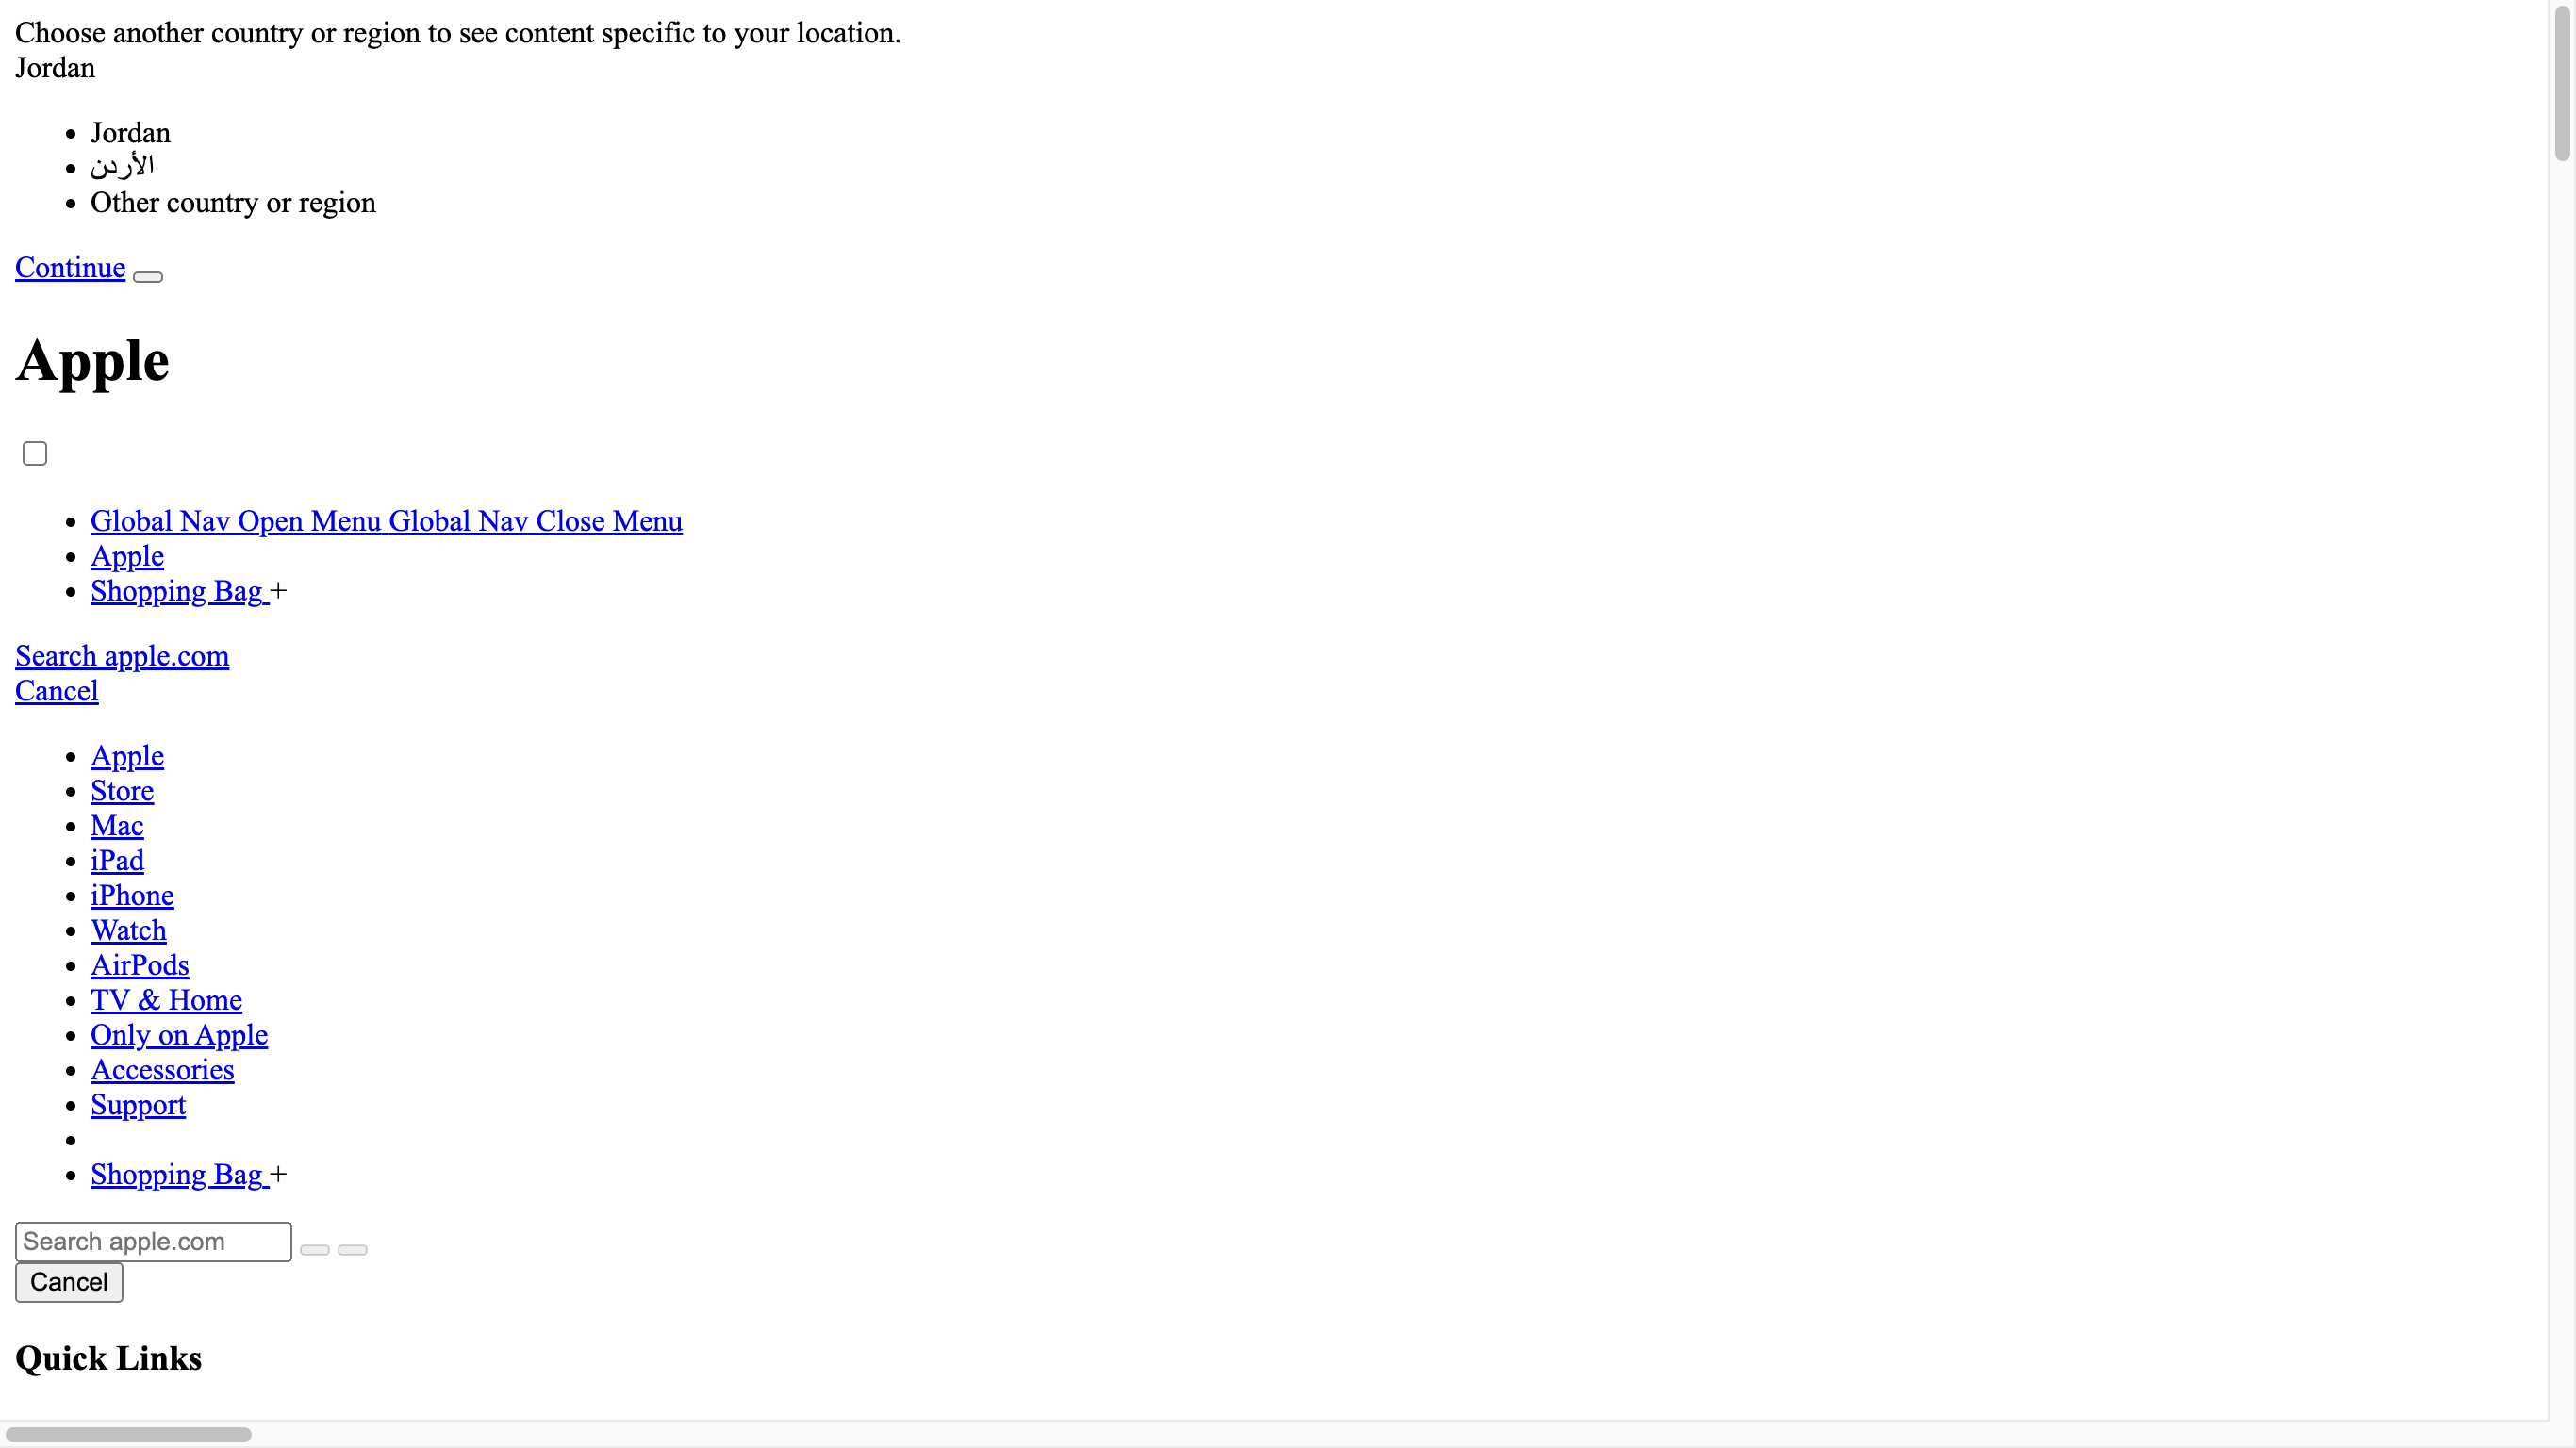 Choose another country or region to see content specific to your location.
Jordan
Jordan
الأردن
Other country or region
Continue
Apple
Global Nav Open Menu Global Nav Close Menu
Apple
Shopping Bag +
Search apple.com
Cancel
Apple
Store
Mac
iPad
iPhone
Watch
AirPods
TV & Home
Only on Apple
Accessories
Support
Shopping Bag +
Search apple.com
Cancel
Quick Links